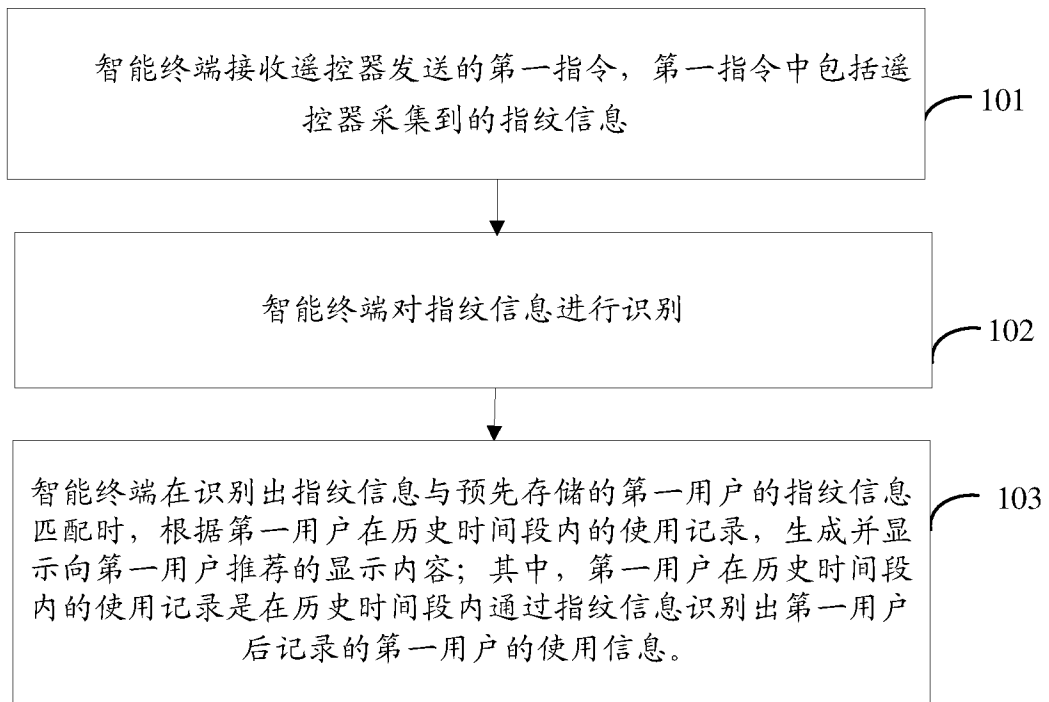 智能终端接收遥控器发送的第一指令，第一指令中包括遥
控器采集到的指纹信息
101
智能终端对指纹信息进行识别
102
智能终端在识别出指纹信息与预先存储的第一用户的指纹信息
匹配时，根据第一用户在历史时间段内的使用记录，生成并显
示向第一用户推荐的显示内容；其中，第一用户在历史时间段
内的使用记录是在历史时间段内通过指纹信息识别出第一用户
后记录的第一用户的使用信息。
103